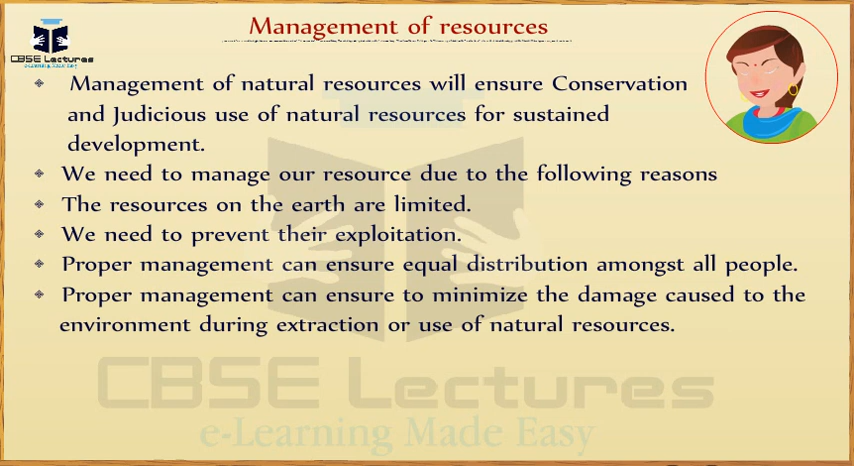 Management of resources
CBSE Lectures
e-Learning Made Easy
Management of natural resources will ensure Conservation
and Judicious use of natural resources for sustained
development.
We need to manage our resource due to the following reasons
The resources on the earth are limited.
We need to prevent their exploitation.
Proper management can ensure equal distribution amongst all people.
Proper management can ensure to minimize the damage caused to the
environment during extraction or use of natural resources.
CBSE Lectures
e-Learning Made Easy